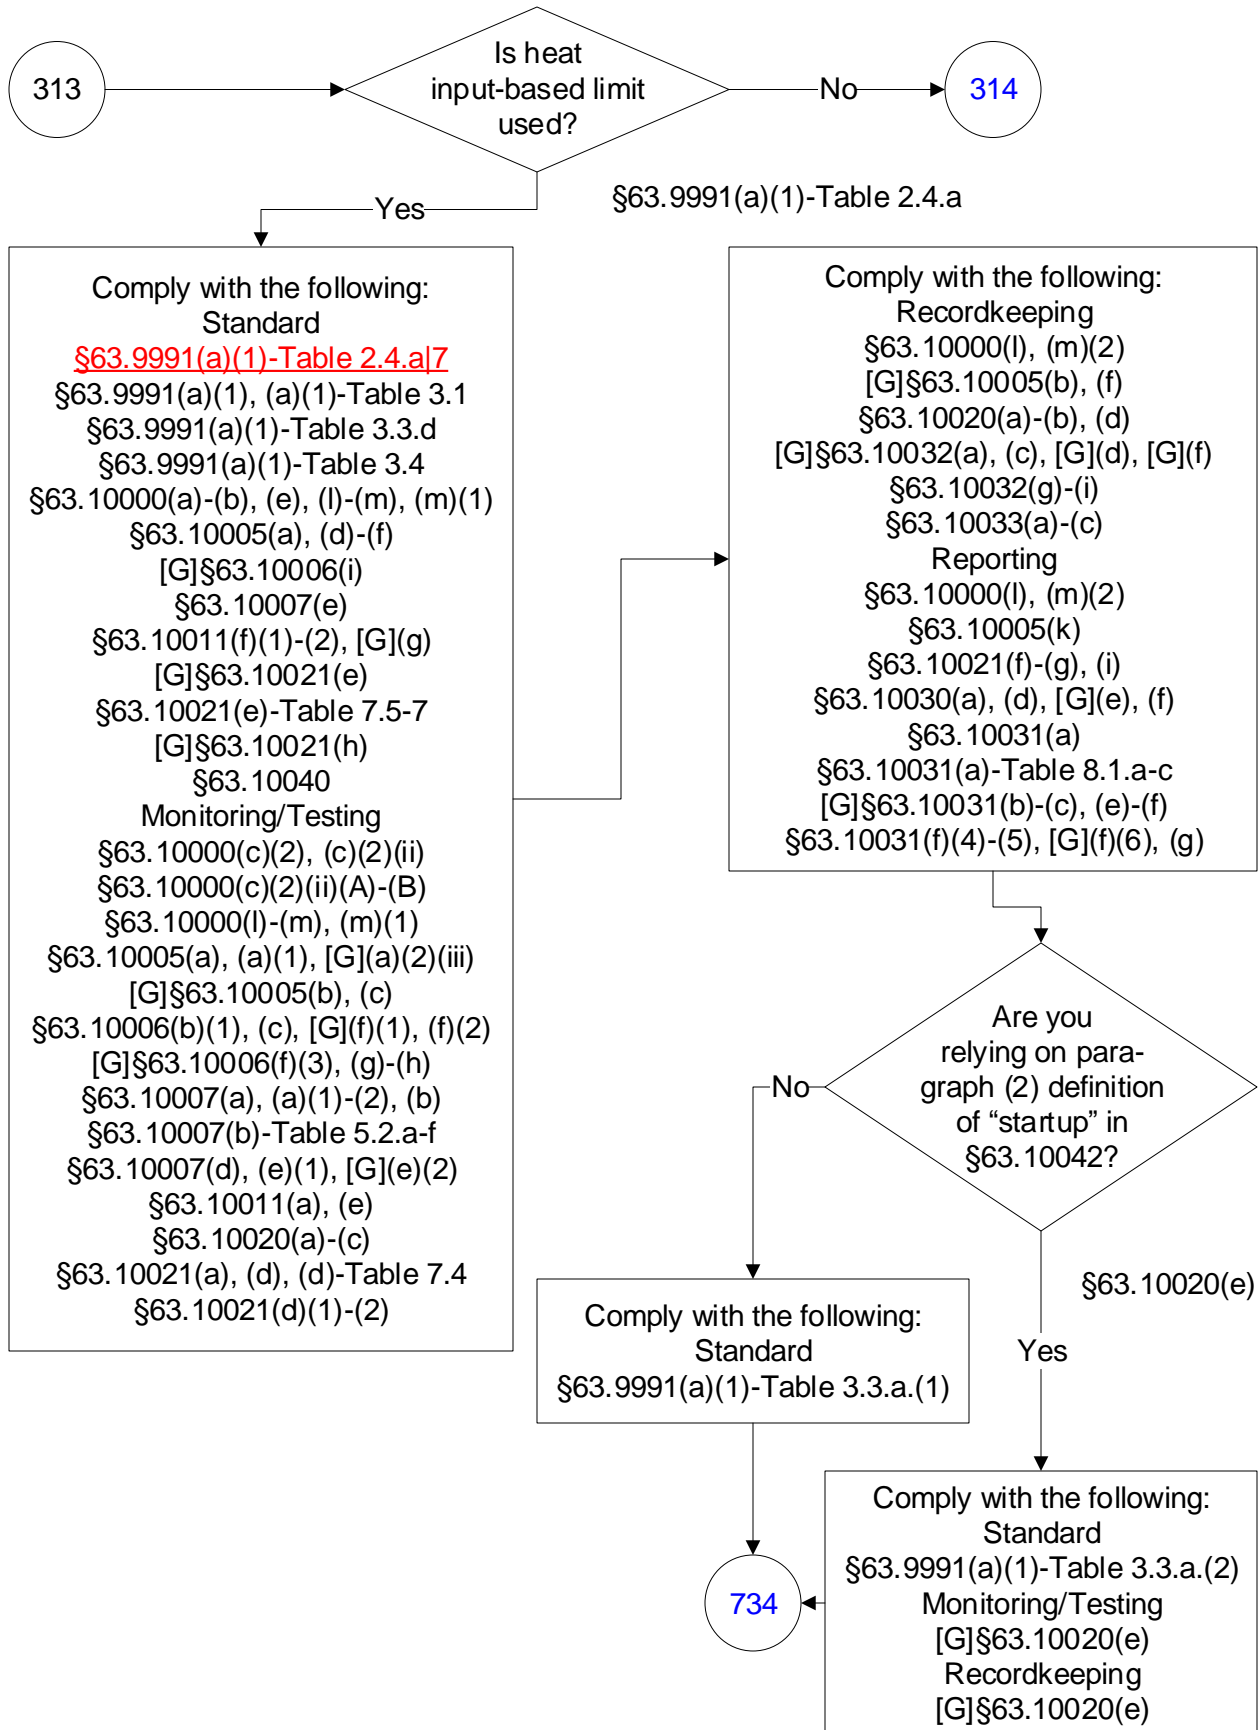 313
Is heat
input-based limit
used?
No
314
Yes
§63.9991(a)(1)-Table 2.4.a
Comply with the following:
Standard
§63.9991(a)(1)-Table 2.4.a|7
§63.9991(a)(1), (a)(1)-Table 3.1
§63.9991(a)(1)-Table 3.3.d
§63.9991(a)(1)-Table 3.4
§63.10000(a)-(b), (e), (l)-(m), (m)(1)
§63.10005(a), (d)-(f)
[G]§63.10006(i)
§63.10007(e)
§63.10011(f)(1)-(2), [G](g)
[G]§63.10021(e)
§63.10021(e)-Table 7.5-7
[G]§63.10021(h)
§63.10040
Monitoring/Testing
§63.10000(c)(2), (c)(2)(ii)
§63.10000(c)(2)(ii)(A)-(B)
§63.10000(l)-(m), (m)(1)
§63.10005(a), (a)(1), [G](a)(2)(iii)
[G]§63.10005(b), (c)
§63.10006(b)(1), (c), [G](f)(1), (f)(2)
[G]§63.10006(f)(3), (g)-(h)
§63.10007(a), (a)(1)-(2), (b)
§63.10007(b)-Table 5.2.a-f
§63.10007(d), (e)(1), [G](e)(2)
§63.10011(a), (e)
§63.10020(a)-(c)
§63.10021(a), (d), (d)-Table 7.4
§63.10021(d)(1)-(2)
Comply with the following:
Recordkeeping
§63.10000(l), (m)(2)
[G]§63.10005(b), (f)
§63.10020(a)-(b), (d)
[G]§63.10032(a), (c), [G](d), [G](f)
§63.10032(g)-(i)
§63.10033(a)-(c)
Reporting
§63.10000(l), (m)(2)
§63.10005(k)
§63.10021(f)-(g), (i)
§63.10030(a), (d), [G](e), (f)
§63.10031(a)
§63.10031(a)-Table 8.1.a-c
[G]§63.10031(b)-(c), (e)-(f)
§63.10031(f)(4)-(5), [G](f)(6), (g)
Are you
relying on para-
graph (2) definition
of “startup” in
§63.10042?
No
§63.10020(e)
Yes
Comply with the following:
Standard
§63.9991(a)(1)-Table 3.3.a.(1)
Comply with the following:
Standard
§63.9991(a)(1)-Table 3.3.a.(2)
Monitoring/Testing
[G]§63.10020(e)
Recordkeeping
[G]§63.10020(e)
734